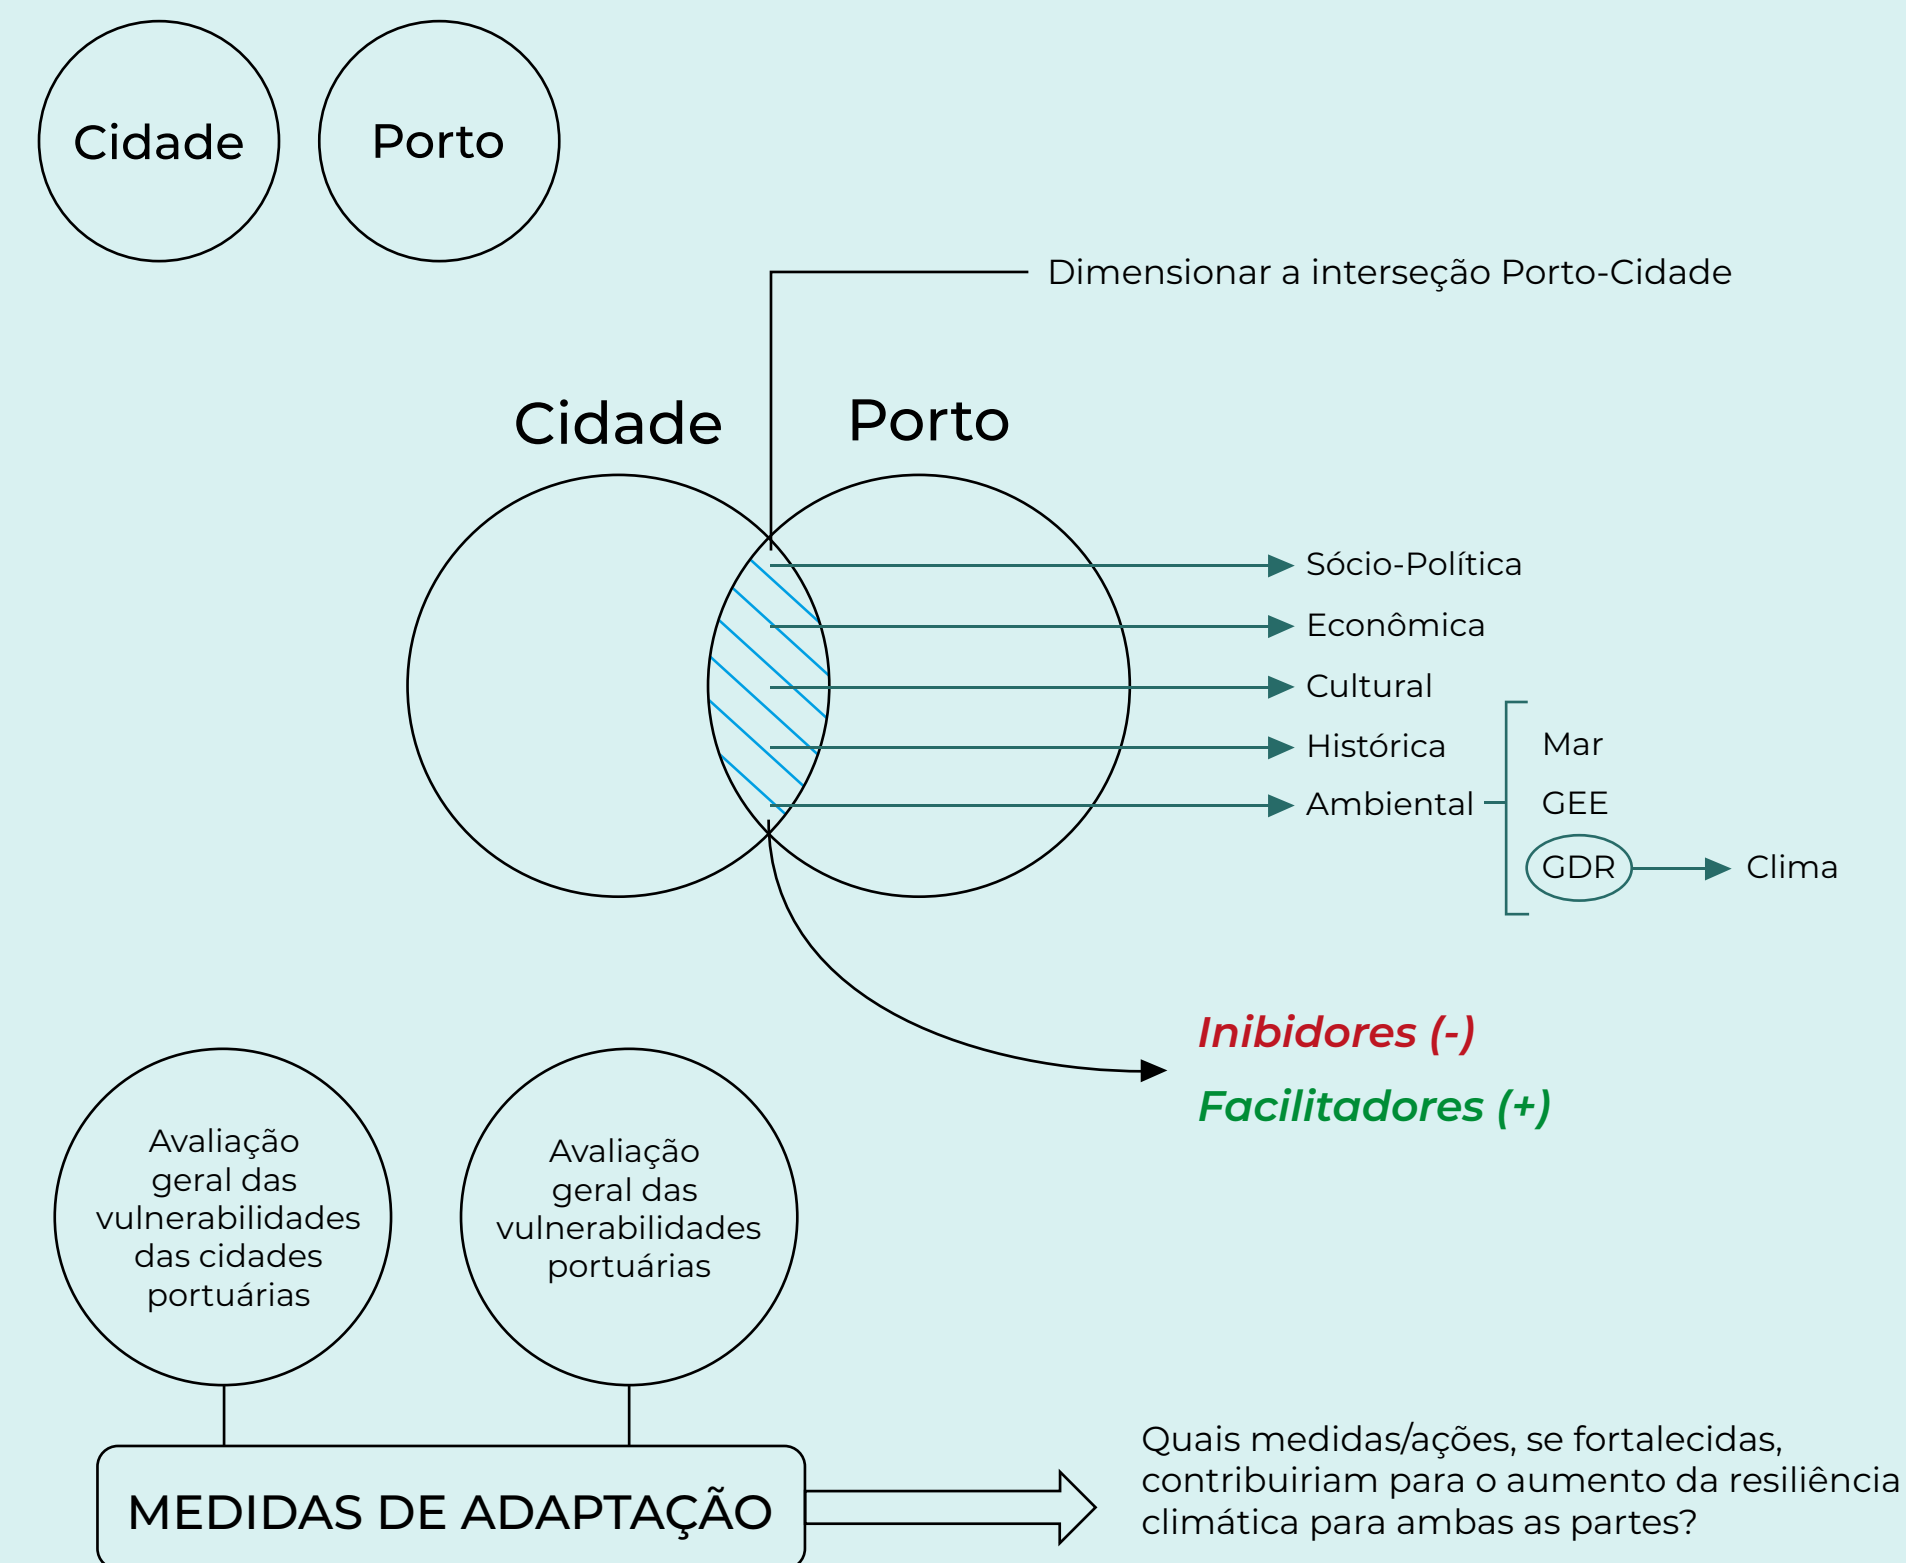 Cidade
Porto
Dimensionar a interseção Porto-Cidade
Cidade
Porto
Sócio-Política
Econômica
Cultural
Histórica
Ambiental
Mar
GEE
GDR
Clima
Inibidores (-)
Facilitadores (+)
Avaliação
geral das
vulnerabilidades
das cidades
portuárias
Avaliação
geral das
vulnerabilidades
portuárias
MEDIDAS DE ADAPTAÇÃO
Quais medidas/ações, se fortalecidas,
contribuiriam para o aumento da resiliência
climática para ambas as partes?